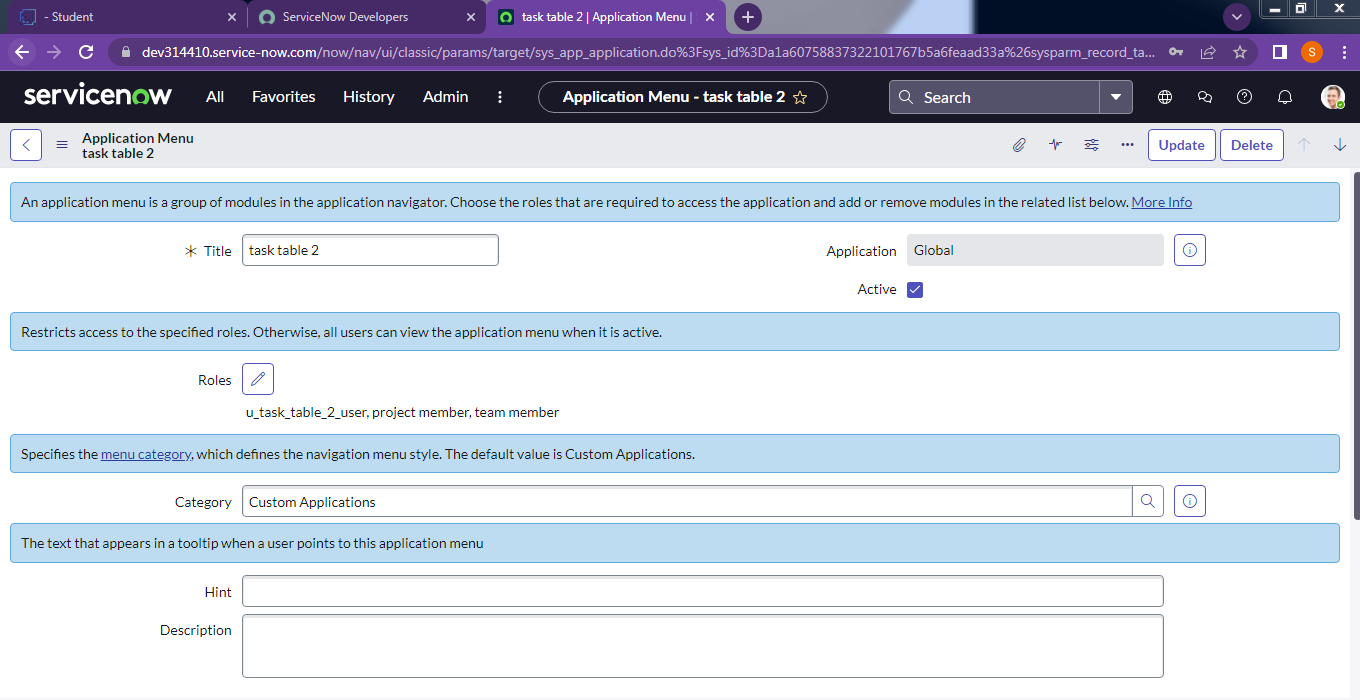 - Student
ServiceNow Developers
task table 2 | Application Menu |
dev314410.service-now.com/now/nav/ui/classic/params/target/sys_app_application.do%3Fsys_id%3Da1a60758837322101767b5a6feaad33a%26sysparm_record_ta...
S
servicenow All Favorites History Admin Application Menu - task table 2 Search
Application Menu
task table 2
Update Delete
An application menu is a group of modules in the application navigator. Choose the roles that are required to access the application and add or remove modules in the related list below. More Info
Title task table 2 Application Global
Active
Restricts access to the specified roles. Otherwise, all users can view the application menu when it is active.
Roles
u_task_table_2_user, project member, team member
Specifies the menu category, which defines the navigation menu style. The default value is Custom Applications.
Category Custom Applications
The text that appears in a tooltip when a user points to this application menu
Hint
Description